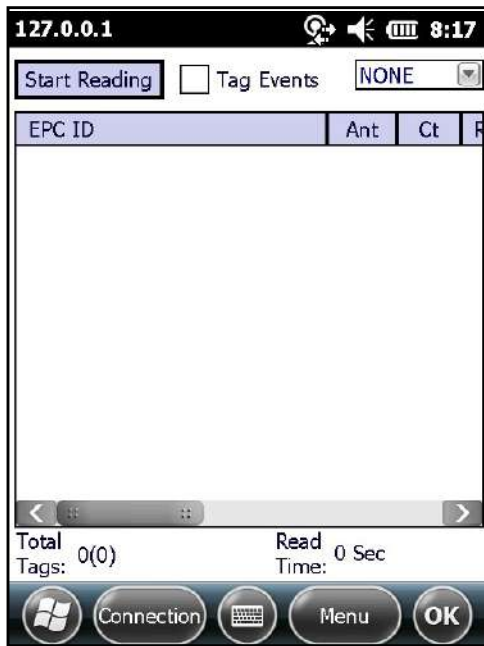 127.0.0.1 8:17
Start Reading Tag Events NONE
EPC ID Ant Ct
Total Tags: 0(0) Read Time: 0 Sec
Connection Menu OK